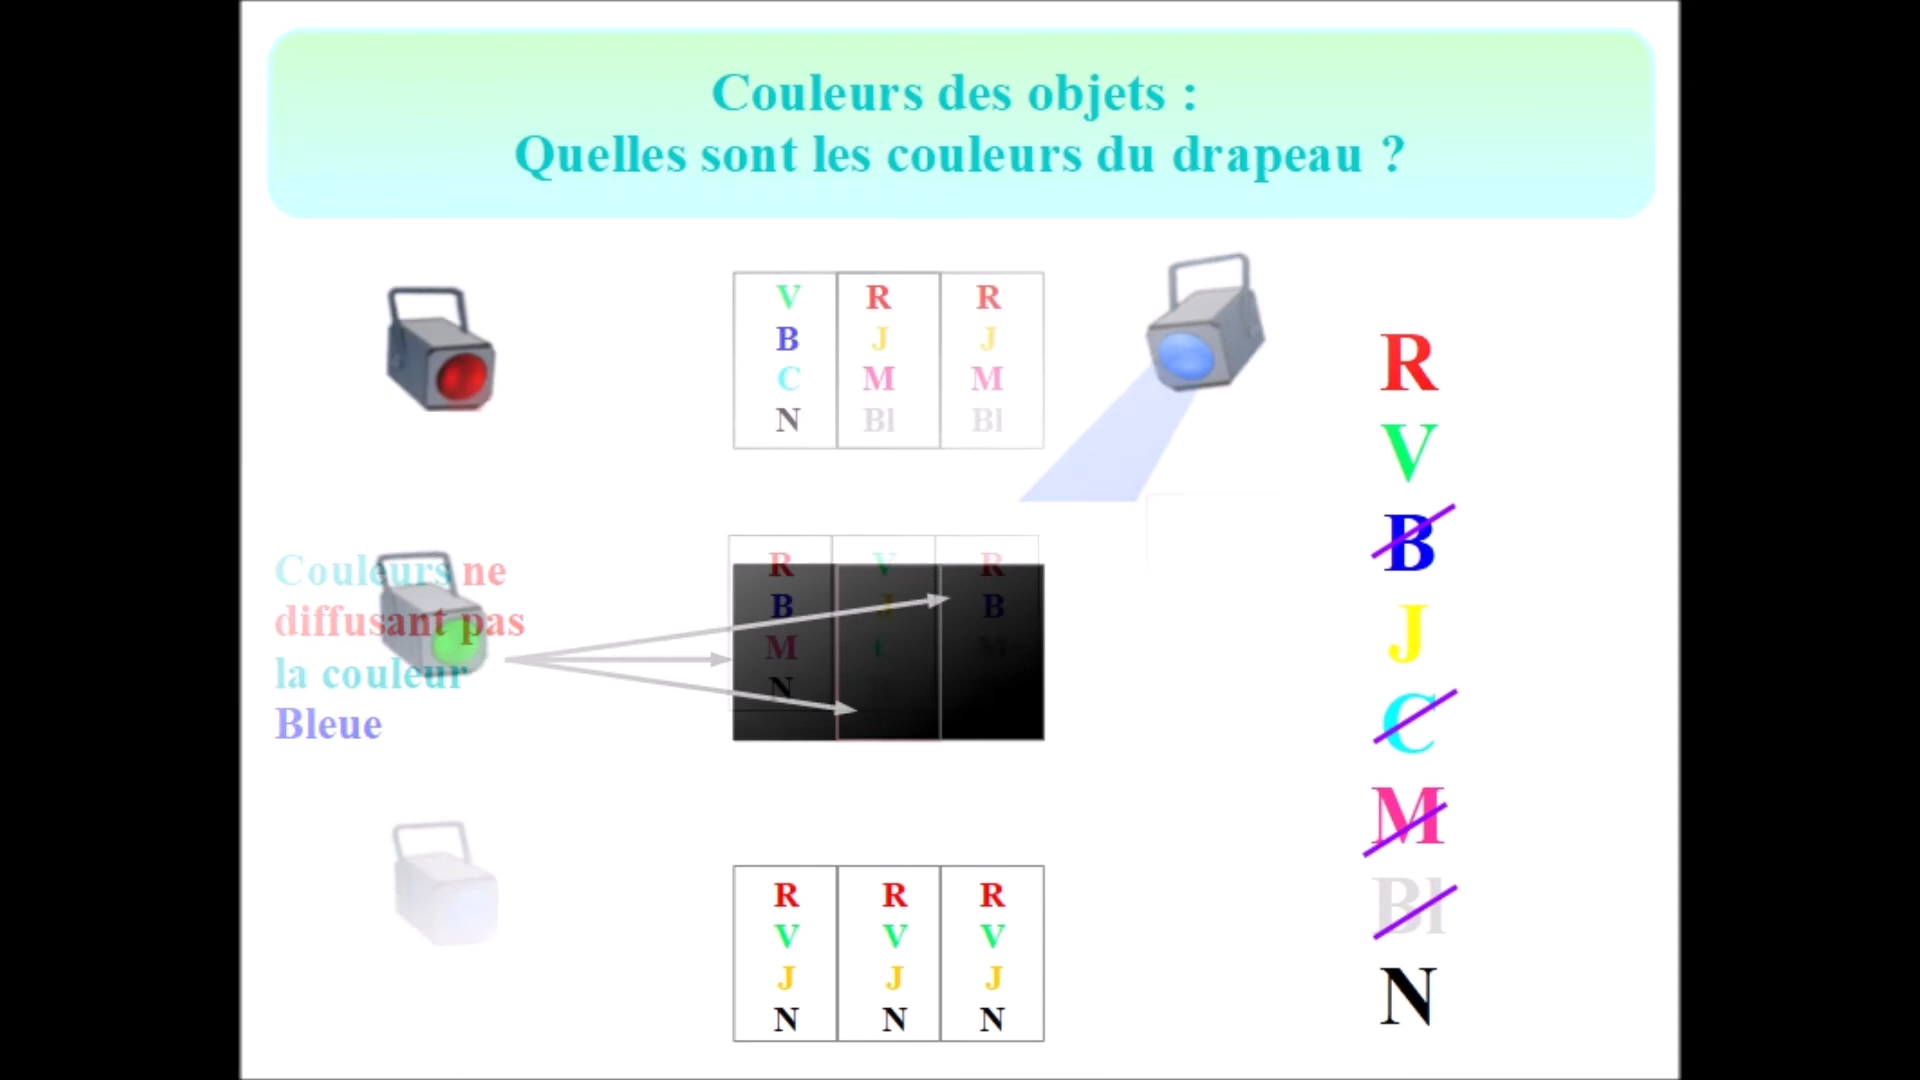 Couleurs des objets :
Quelles sont les couleurs du drapeau ?
V R R
B J J
C M M
N Bl Bl
Couleurs ne
diffusant pas
la couleur
Bleue
R V R
B J B
M C M
N
R R R
V V V
J J J
N N N
R
V
B
J
C
M
Bl
N